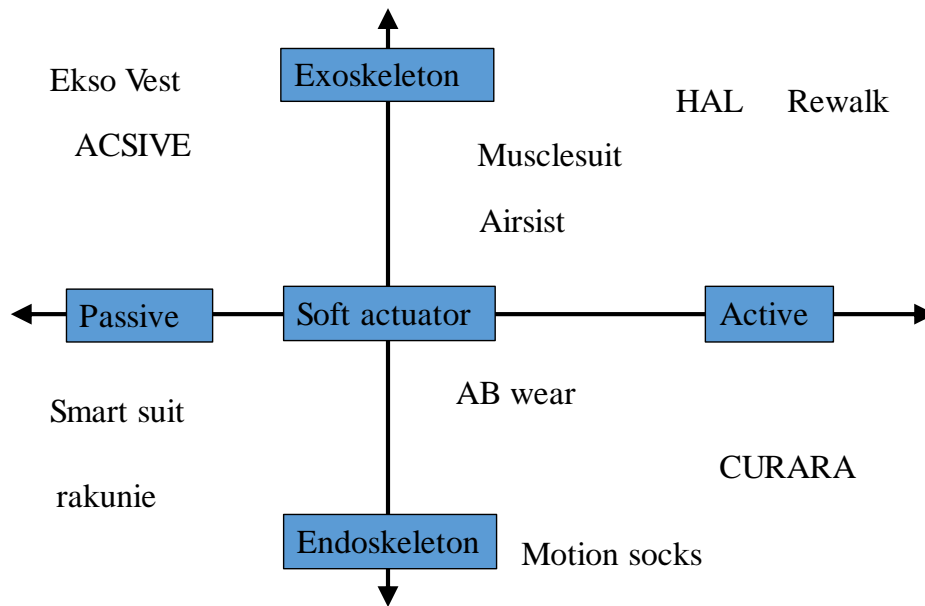 Exoskeleton
Ekso Vest
HAL
Rewalk
ACSIVE
Musclesuit
Airsist
Passive
Soft actuator
Active
AB wear
Smart suit
CURARA
rakunie
Endoskeleton
Motion socks